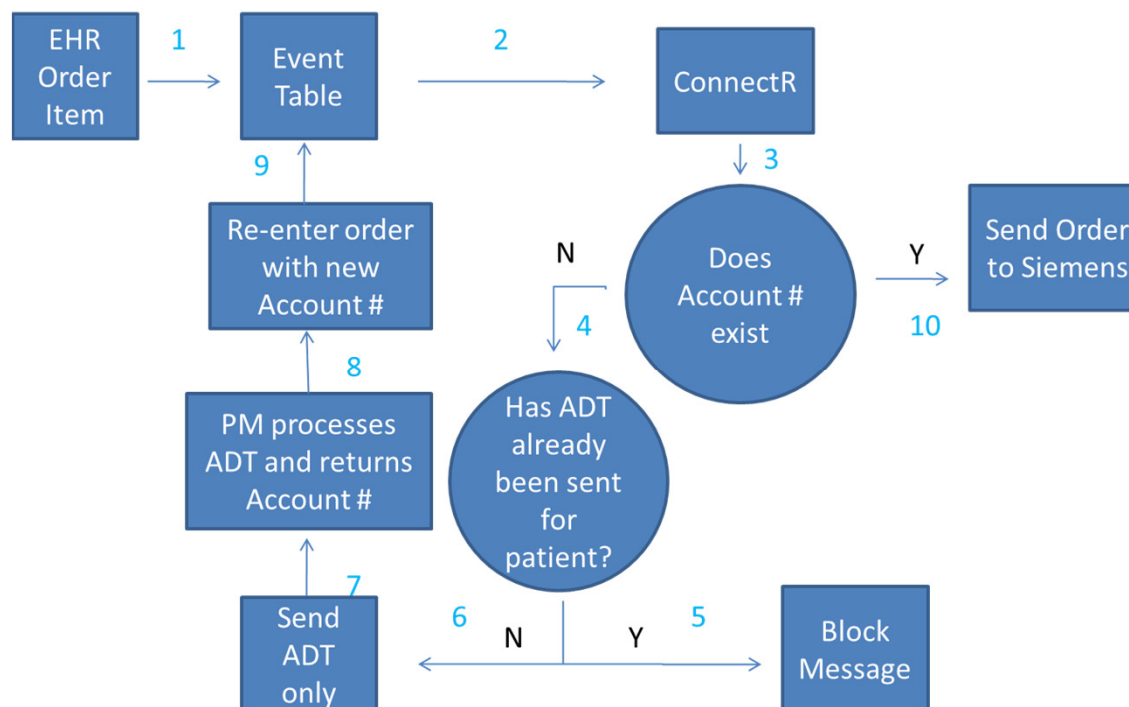 EHR
Order
Item
1
Event
Table
2
ConnectR
3
9
Re-enter order
with new
Account #
N
Does
Account #
exist
Y
Send Order
to Siemens
10
4
8
PM processes
ADT and returns
Account #
Has ADT
already
been sent
for
patient?
7
Send
ADT
only
6
N
Y
5
Block
Message